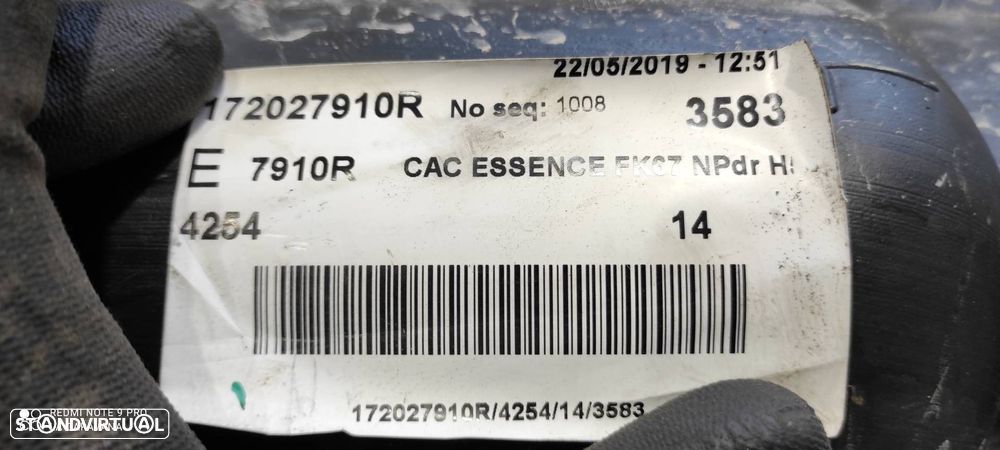 22/05/2019 - 12:51
172027910R No seq: 1008 3583
E 7910R CAC ESSENCE FK67 NPdr
4254 14
172027910R/4254/14/3583
REDMI NOTE 9 PRO
STANDVIRTUAL